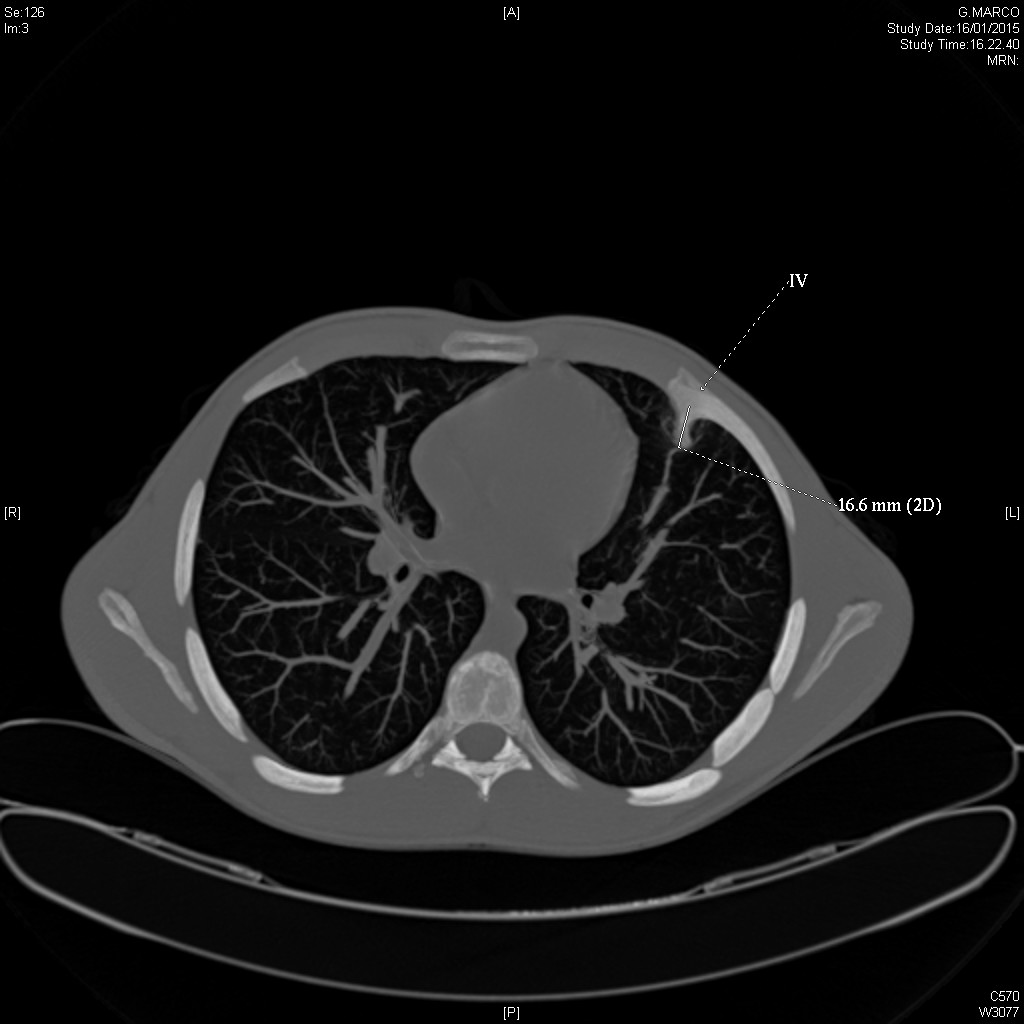 Se:126
Im:3
[A]
G.MARCO
Study Date:16/01/2015
Study Time:16.22.40
MRN:
IV
[R]
16.6 mm (2D)
[L]
[P]
C570
W3077